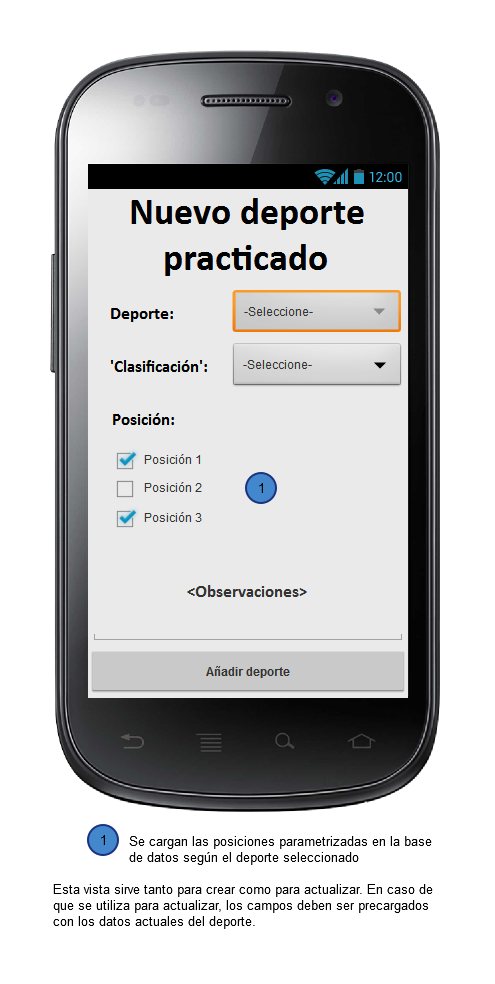 12:00
Nuevo deporte
practicado
Deporte:
-Seleccione-
'Clasificación':
-Seleccione-
Posición:
Posición 1
Posición 2
1
Posición 3
<Observaciones>
Añadir deporte
1
Se cargan las posiciones parametrizadas en la base
de datos según el deporte seleccionado
Esta vista sirve tanto para crear como para actualizar. En caso de
que se utiliza para actualizar, los campos deben ser precargados
con los datos actuales del deporte.